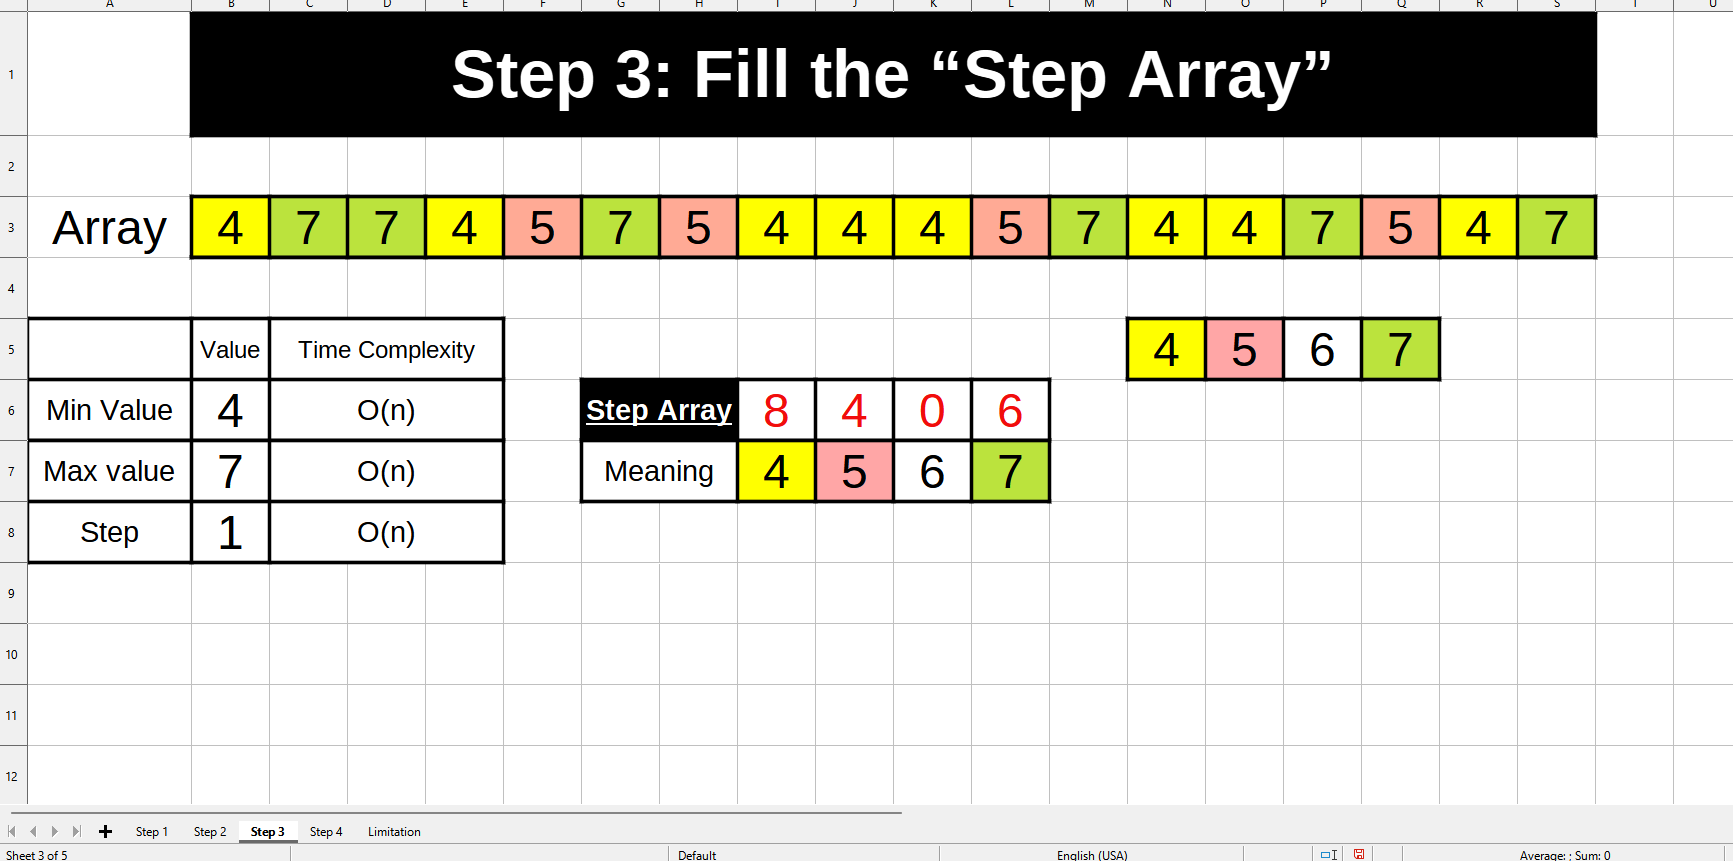 A B C D E F G H I J K L M N O P Q R S T U
1 Step 3: Fill the “Step Array”
2
3 Array 4 7 7 4 5 7 5 4 4 4 5 7 4 4 7 5 4 7
4
5 Value Time Complexity 4 5 6 7
6 Min Value 4 O(n) Step Array 8 4 0 6
7 Max value 7 O(n) Meaning 4 5 6 7
8 Step 1 O(n)
9
10
11
12
Step 1 Step 2 Step 3 Step 4 Limitation
Sheet 3 of 5 Default English (USA) Average: ; Sum: 0